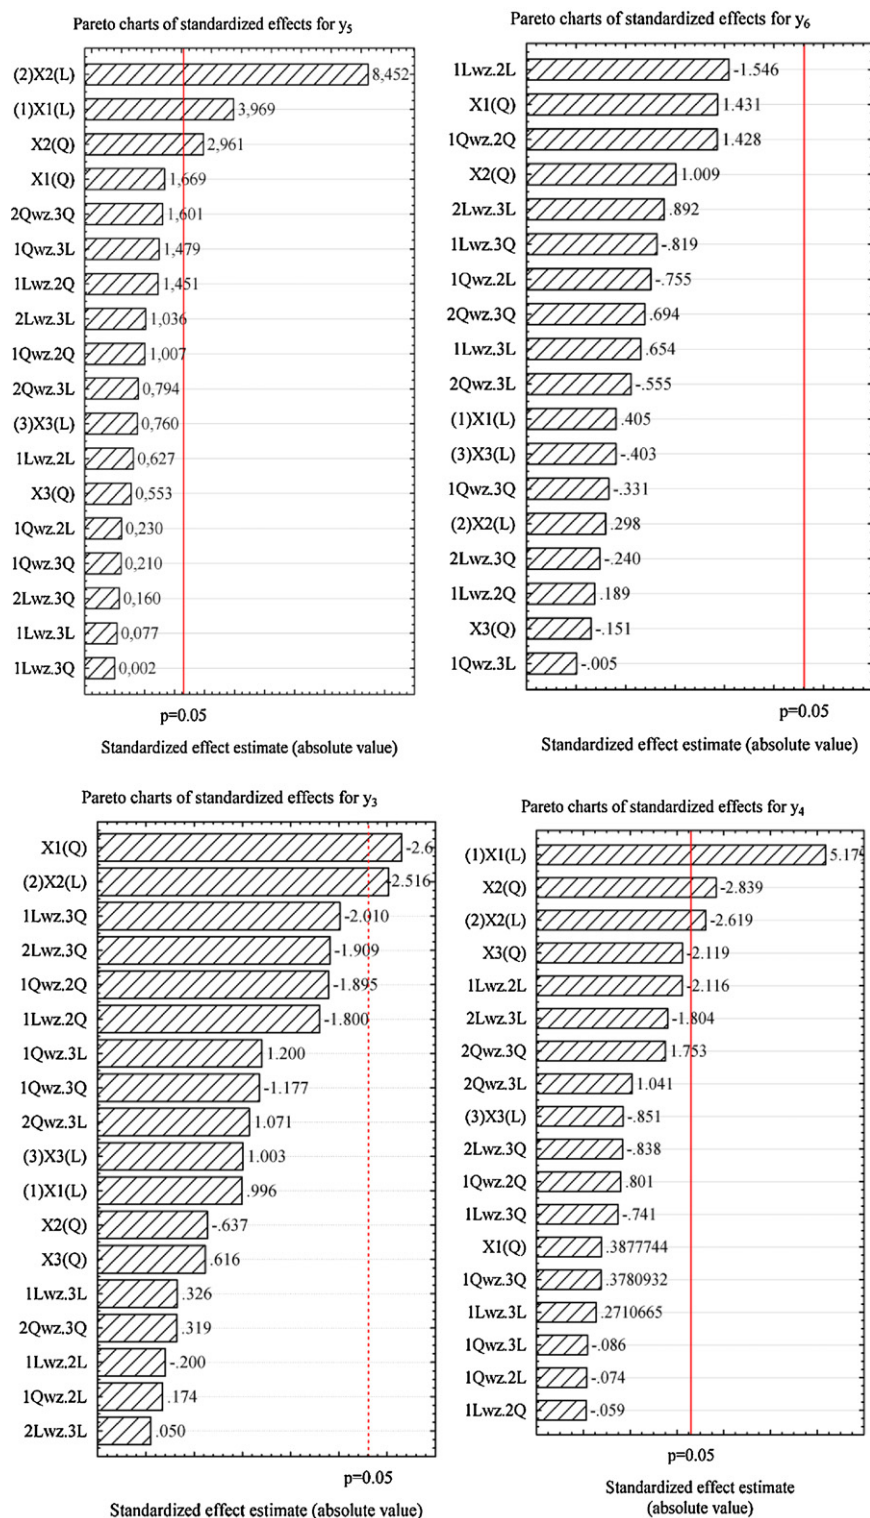 Pareto charts of standardized effects for y5
(2)X2(L) 8,452
(1)X1(L) 3,969
X2(Q) 2,961
X1(Q) 1,669
2Qwz.3Q 1,601
1Qwz.3L 1,479
1Lwz.2Q 1,451
2Lwz.3L 1,036
1Qwz.2Q 1,007
2Qwz.3L 0,794
(3)X3(L) 0,760
1Lwz.2L 0,627
X3(Q) 0,553
1Qwz.2L 0,230
1Qwz.3Q 0,210
2Lwz.3Q 0,160
1Lwz.3L 0,077
1Lwz.3Q 0,002
p=0.05
Standardized effect estimate (absolute value)
Pareto charts of standardized effects for y6
1Lwz.2L -1.546
X1(Q) 1.431
1Qwz.2Q 1.428
X2(Q) 1.009
2Lwz.3L .892
1Lwz.3Q -.819
1Qwz.2L -.755
2Qwz.3Q .694
1Lwz.3L .654
2Qwz.3L -.555
(1)X1(L) .405
(3)X3(L) -.403
1Qwz.3Q -.331
(2)X2(L) .298
2Lwz.3Q -.240
1Lwz.2Q .189
X3(Q) -.151
1Qwz.3L -.005
p=0.05
Standardized effect estimate (absolute value)
Pareto charts of standardized effects for y3
X1(Q) -2.6
(2)X2(L) -2.516
1Lwz.3Q -2.010
2Lwz.3Q -1.909
1Qwz.2Q -1.895
1Lwz.2Q -1.800
1Qwz.3L 1.200
1Qwz.3Q -1.177
2Qwz.3L 1.071
(3)X3(L) 1.003
(1)X1(L) .996
X2(Q) -.637
X3(Q) .616
1Lwz.3L .326
2Qwz.3Q .319
1Lwz.2L -.200
1Qwz.2L .174
2Lwz.3L .050
p=0.05
Standardized effect estimate (absolute value)
Pareto charts of standardized effects for y4
(1)X1(L) 5.179
X2(Q) -2.839
(2)X2(L) -2.619
X3(Q) -2.119
1Lwz.2L -2.116
2Lwz.3L -1.804
2Qwz.3Q 1.753
2Qwz.3L 1.041
(3)X3(L) -.851
2Lwz.3Q -.838
1Qwz.2Q .801
1Lwz.3Q -.741
X1(Q) .3877744
1Qwz.3Q .3780932
1Lwz.3L .2710665
1Qwz.3L -.086
1Qwz.2L -.074
1Lwz.2Q -.059
p=0.05
Standardized effect estimate
(absolute value)